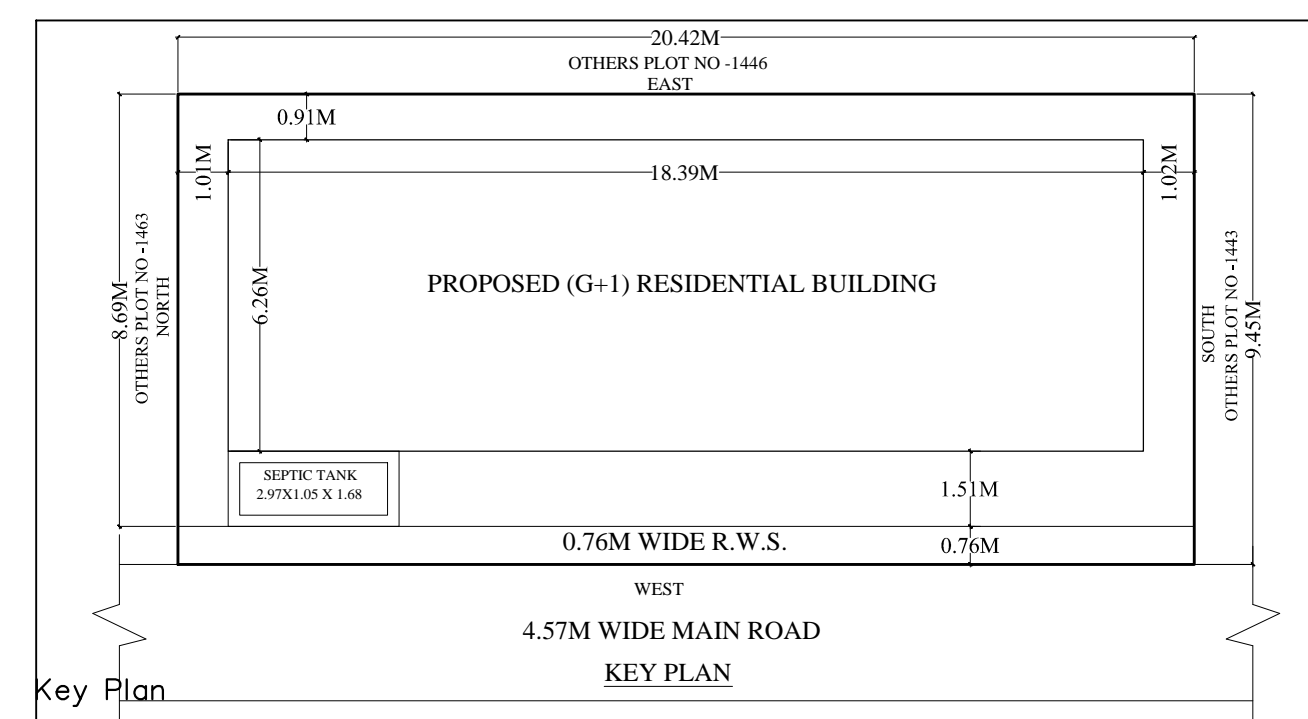 20.42M
OTHERS PLOT NO -1446
EAST
0.91M
1.01M
18.39M
1.02M
8.69M
OTHERS PLOT NO -1463
NORTH
6.26M
PROPOSED (G+1) RESIDENTIAL BUILDING
SOUTH
OTHERS PLOT NO -1443
9.45M
SEPTIC TANK
2.97X1.05 X 1.68
1.51M
0.76M WIDE R.W.S.
0.76M
WEST
4.57M WIDE MAIN ROAD
KEY PLAN
Key Plan